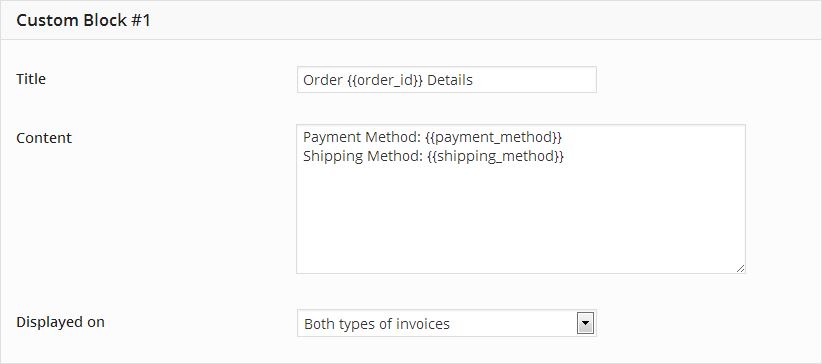 Custom Block #1
Title
Order {{order_id}} Details
Content
Payment Method: {{payment_method}}
Shipping Method: {{shipping_method}}
Displayed on
Both types of invoices